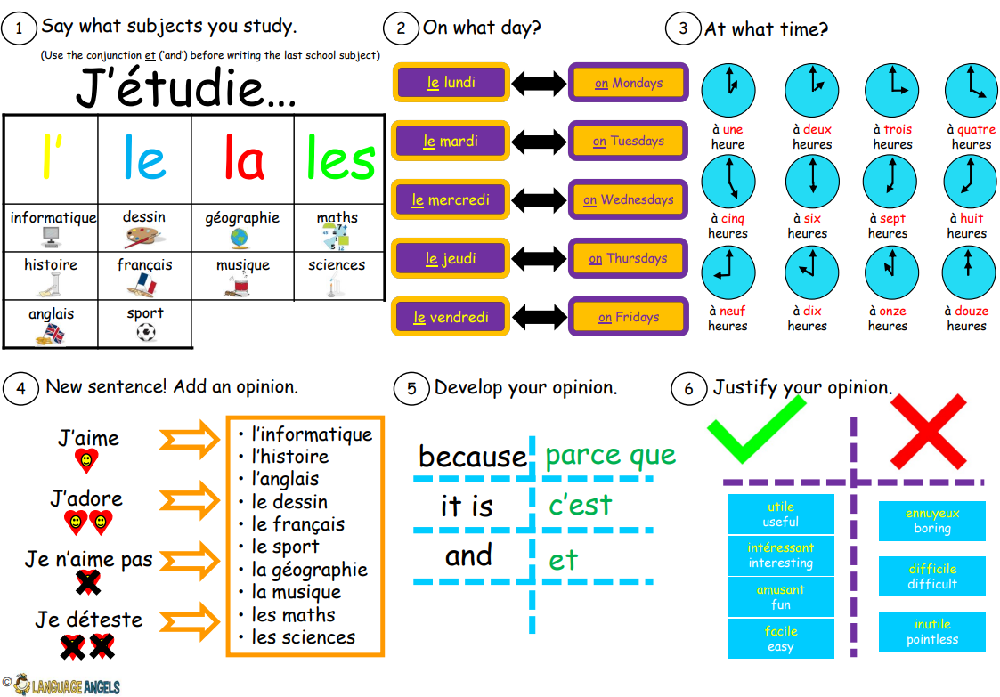 1 Say what subjects you study.
(Use the conjunction et ('and') before writing the last school subject)
J'étudie...
l' le la les
informatique dessin géographie maths
histoire français musique sciences
anglais sport
2 On what day?
le lundi on Mondays
le mardi on Tuesdays
le mercredi on Wednesdays
le jeudi on Thursdays
le vendredi on Fridays
3 At what time?
à une à deux à trois à quatre
heure heures heures heures
à cinq à six à sept à huit
heures heures heures heures
à neuf à dix à onze à douze
heures heures heures heures
4 New sentence! Add an opinion.
J'aime
J'adore
Je n'aime pas
Je déteste
• l'informatique
• l'histoire
• l'anglais
• le dessin
• le français
• le sport
• la géographie
• la musique
• les maths
• les sciences
5 Develop your opinion.
because parce que
it is c'est
and et
6 Justify your opinion.
utile
useful
intéressant
interesting
amusant
fun
facile
easy
ennuyeux
boring
difficile
difficult
inutile
pointless
© LANGUAGE ANGELS